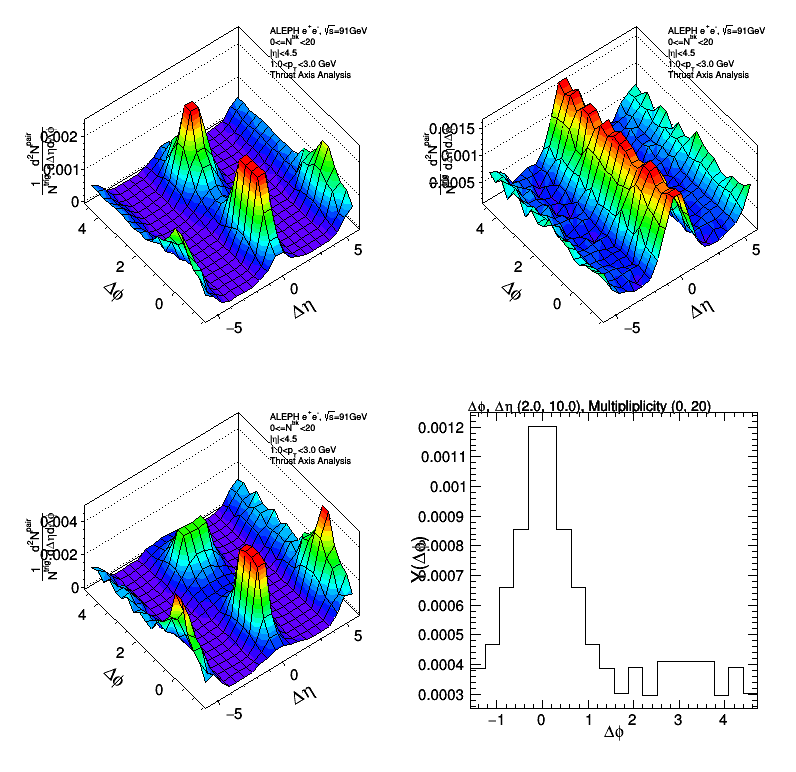 ALEPH e⁺e⁻, √s=91GeV
0<=N^trk<20
|η|<4.5
1.0<p_T<3.0 GeV
Thrust Axis Analysis
0.002
0.001
0
4
2
0
Δφ
−5
0
5
Δη
ALEPH e⁺e⁻, √s=91GeV
0<=N^trk<20
|η|<4.5
1.0<p_T<3.0 GeV
Thrust Axis Analysis
0.0015
0.001
0.0005
4
2
0
Δφ
−5
0
5
Δη
ALEPH e⁺e⁻, √s=91GeV
0<=N^trk<20
|η|<4.5
1.0<p_T<3.0 GeV
Thrust Axis Analysis
0.004
0.002
0
4
2
0
Δφ
−5
0
5
Δη
Δφ, Δη (2.0, 10.0), Multipliplicity (0, 20)
0.0012
0.0011
0.001
0.0009
0.0008
0.0007
0.0006
0.0005
0.0004
0.0003
Y(Δφ)
−1 0 1 2 3 4
Δφ